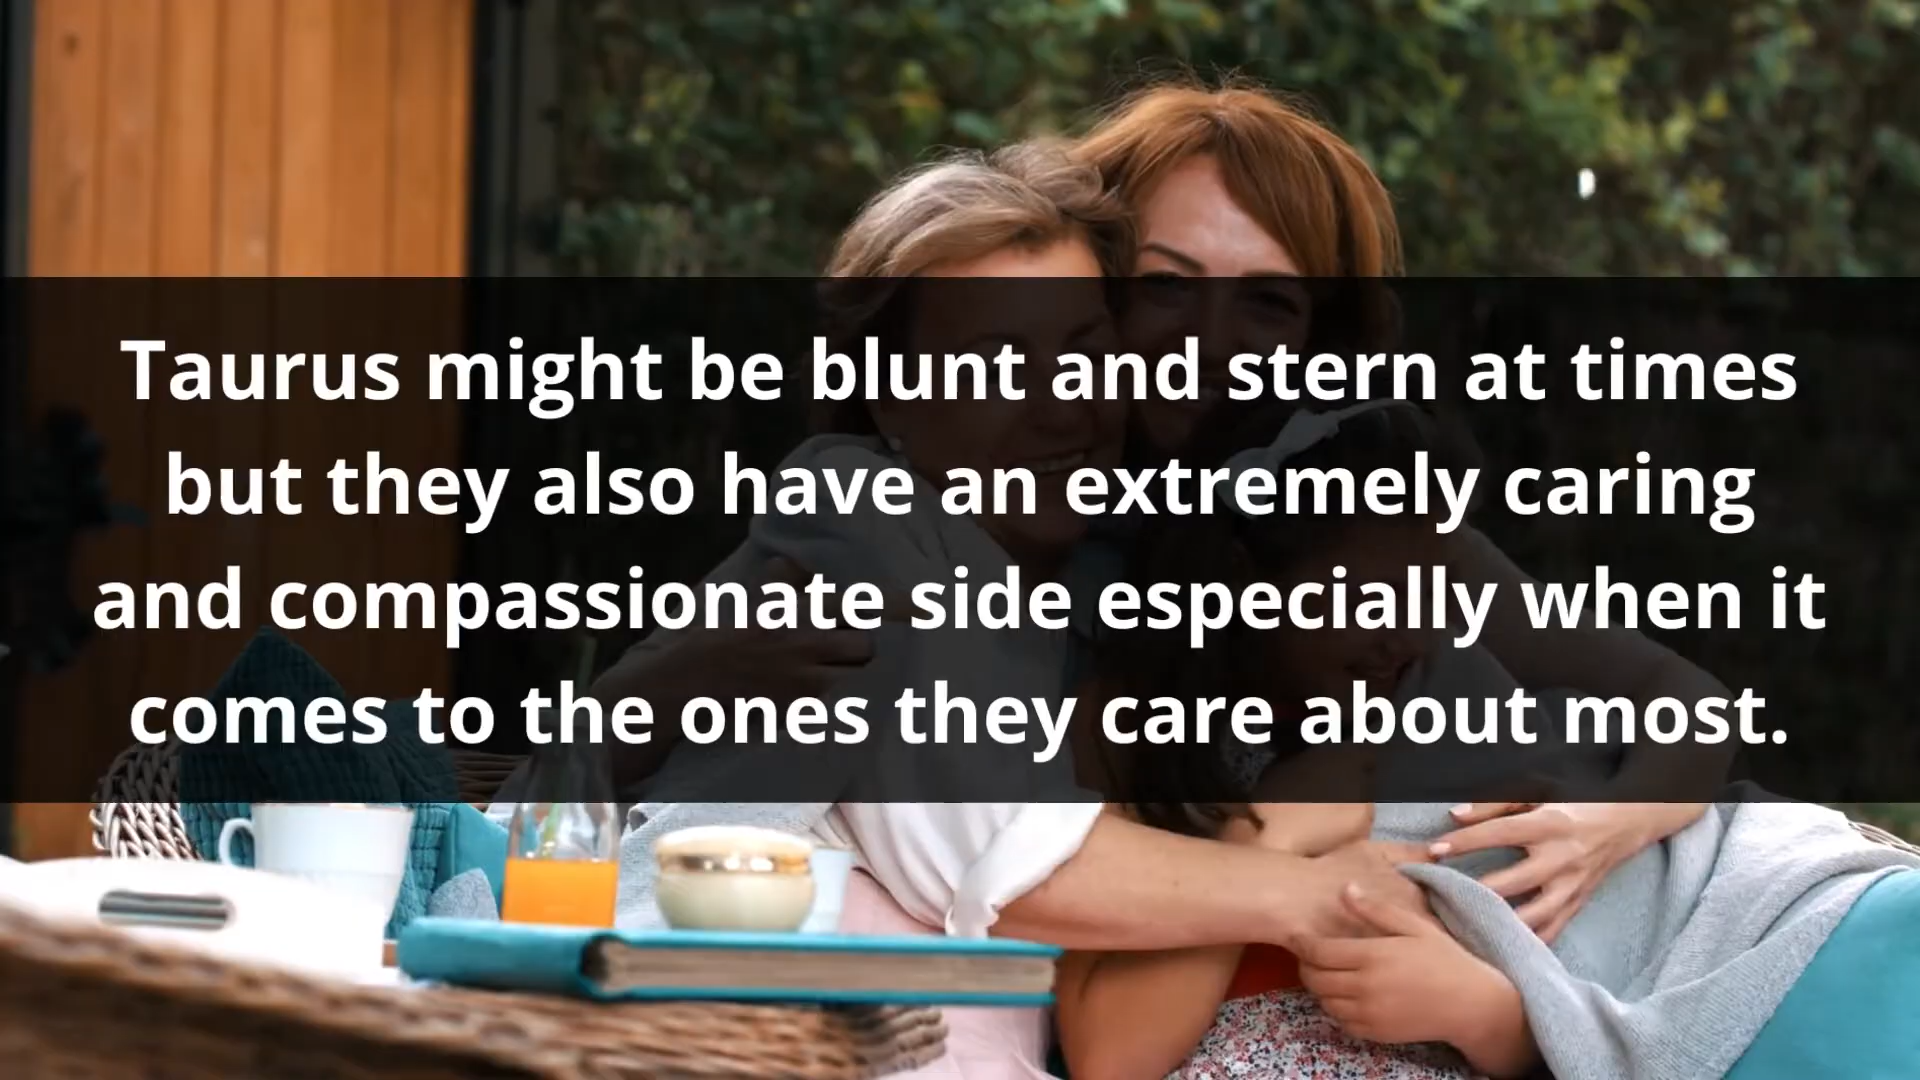 Taurus might be blunt and stern at times
but they also have an extremely caring
and compassionate side especially when it
comes to the ones they care about most.